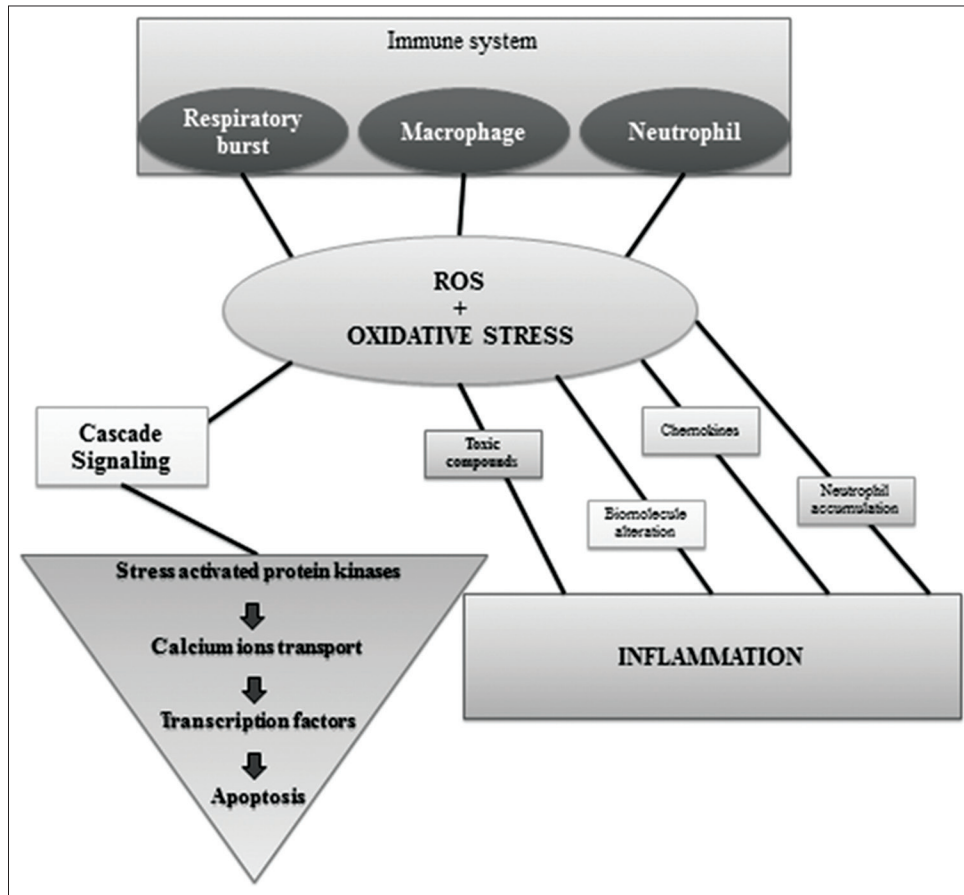 Immune system
Respiratory
burst
Macrophage
Neutrophil
ROS
+
OXIDATIVE STRESS
Cascade
Signaling
Toxic
compounds
Biomolecule
alteration
Chemokines
Neutrophil
accumulation
Stress activated protein kinases
Calcium ions transport
Transcription factors
Apoptosis
INFLAMMATION